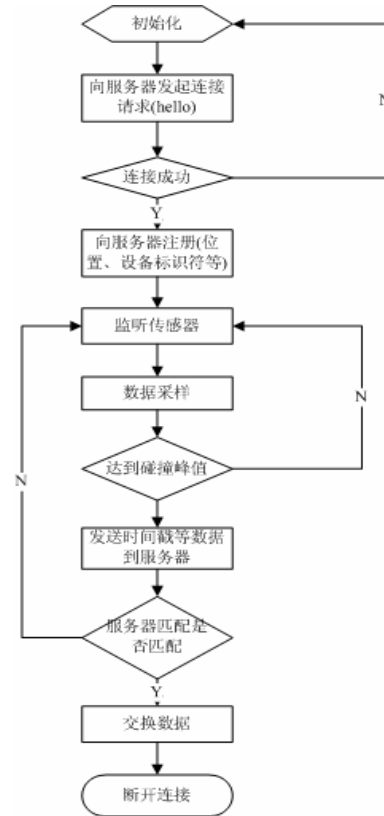 初始化
向服务器发起连接
请求(hello)
N
连接成功
Y
向服务器注册(位
置、设备标识符等)
监听传感器
数据采样
N
达到碰撞峰值
N
发送时间戳等数据
到服务器
服务器匹配是
否匹配
Y
交换数据
断开连接